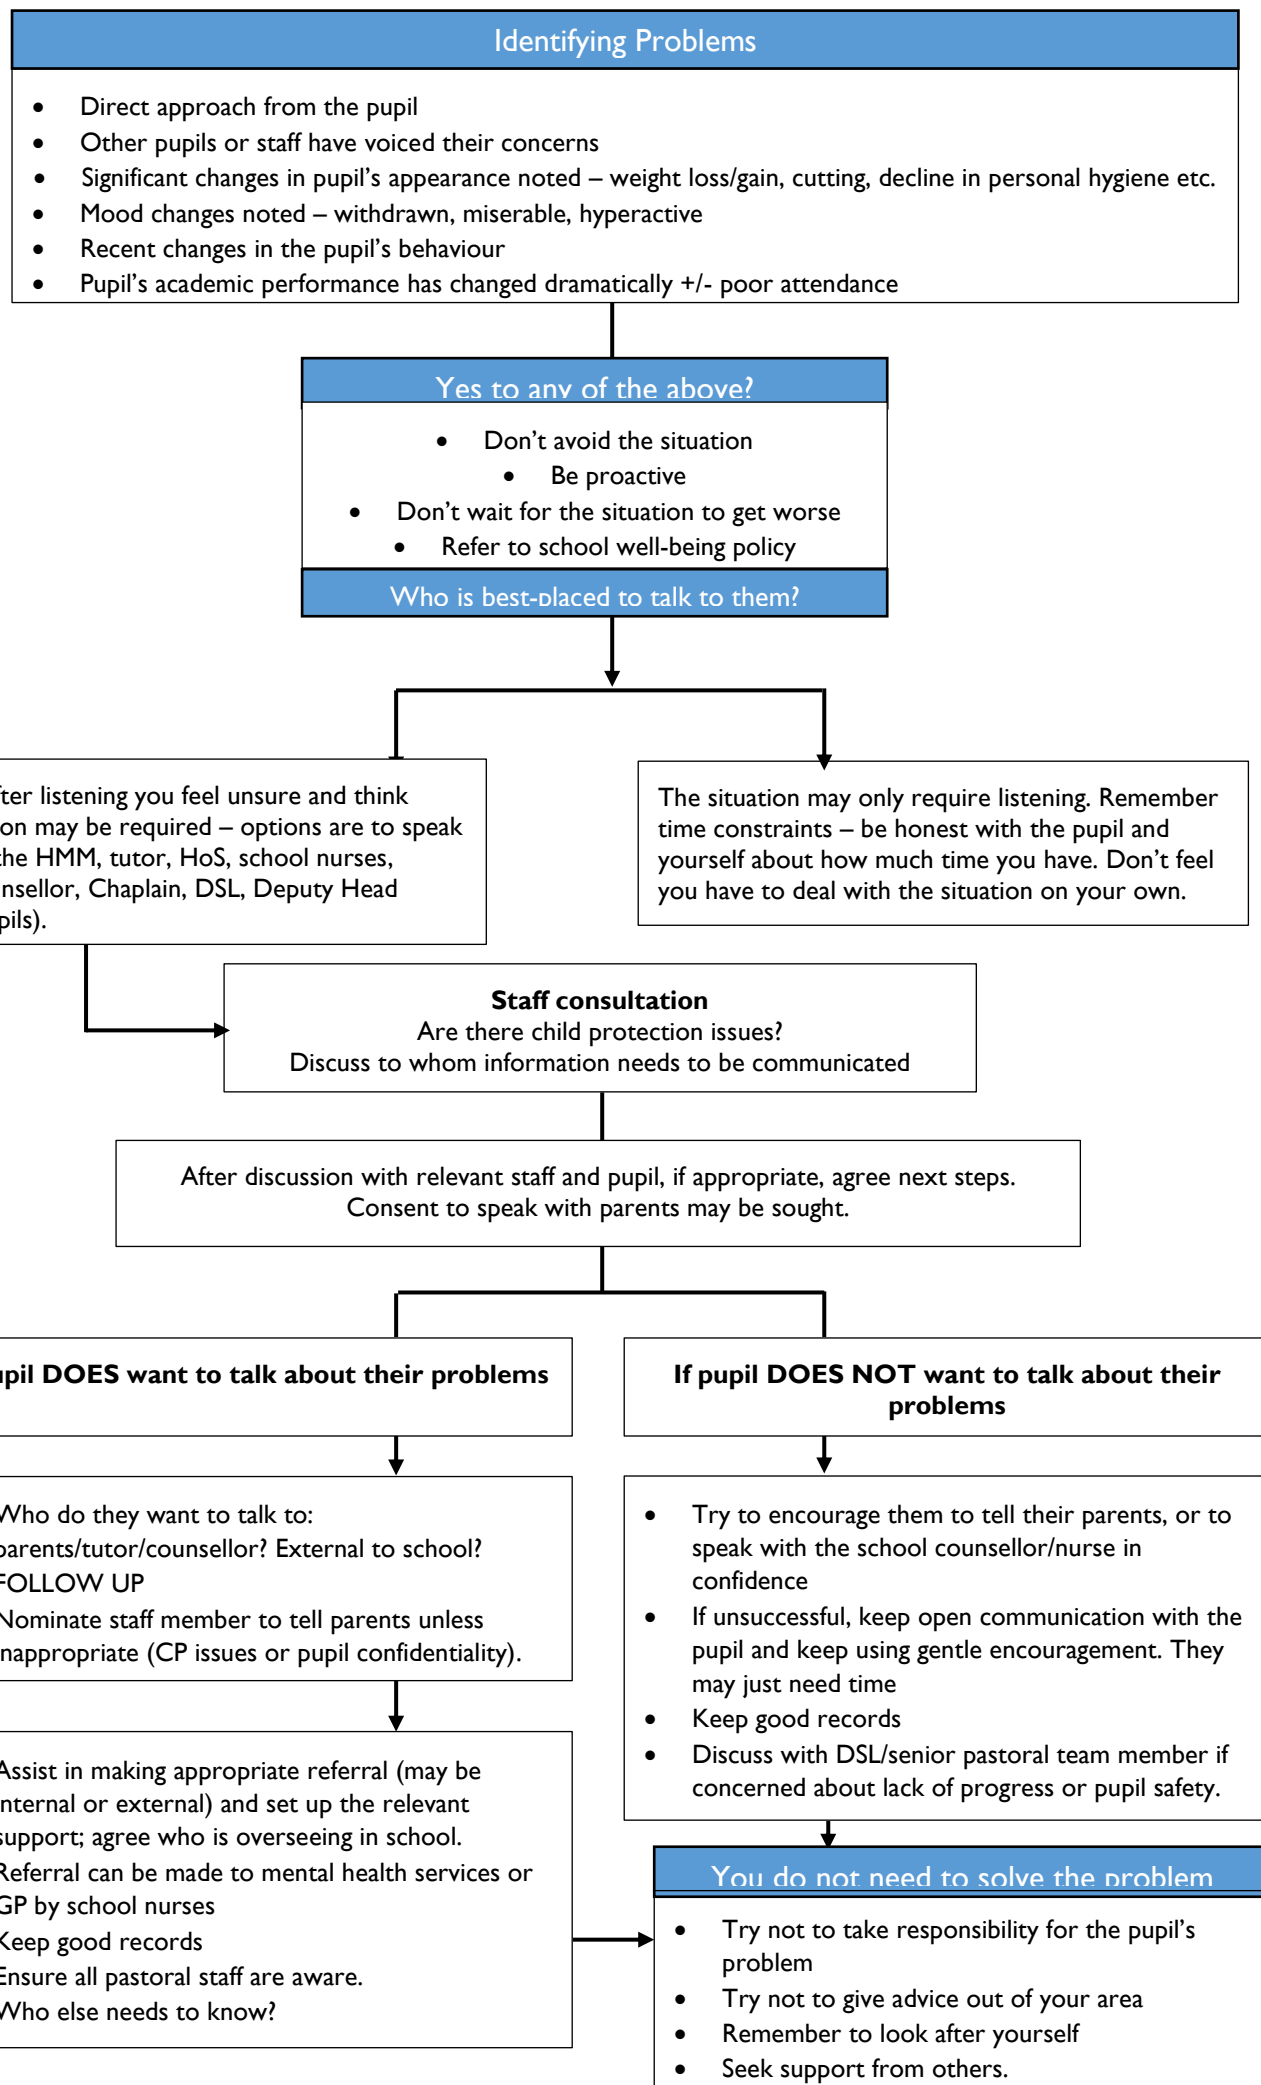 Identifying Problems
• Direct approach from the pupil
• Other pupils or staff have voiced their concerns
• Significant changes in pupil’s appearance noted – weight loss/gain, cutting, decline in personal hygiene etc.
• Mood changes noted – withdrawn, miserable, hyperactive
• Recent changes in the pupil’s behaviour
• Pupil’s academic performance has changed dramatically +/- poor attendance
Yes to any of the above?
• Don’t avoid the situation
• Be proactive
• Don’t wait for the situation to get worse
• Refer to school well-being policy
Who is best-placed to talk to them?
fter listening you feel unsure and think
on may be required – options are to speak
the HMM, tutor, HoS, school nurses,
nsellor, Chaplain, DSL, Deputy Head
pils).
The situation may only require listening. Remember
time constraints – be honest with the pupil and
yourself about how much time you have. Don’t feel
you have to deal with the situation on your own.
Staff consultation
Are there child protection issues?
Discuss to whom information needs to be communicated
After discussion with relevant staff and pupil, if appropriate, agree next steps.
Consent to speak with parents may be sought.
upil DOES want to talk about their problems
If pupil DOES NOT want to talk about their
problems
Who do they want to talk to:
parents/tutor/counsellor? External to school?
FOLLOW UP
Nominate staff member to tell parents unless
inappropriate (CP issues or pupil confidentiality).
• Try to encourage them to tell their parents, or to
speak with the school counsellor/nurse in
confidence
• If unsuccessful, keep open communication with the
pupil and keep using gentle encouragement. They
may just need time
• Keep good records
• Discuss with DSL/senior pastoral team member if
concerned about lack of progress or pupil safety.
Assist in making appropriate referral (may be
internal or external) and set up the relevant
support; agree who is overseeing in school.
Referral can be made to mental health services or
GP by school nurses
Keep good records
Ensure all pastoral staff are aware.
Who else needs to know?
You do not need to solve the problem
• Try not to take responsibility for the pupil’s
problem
• Try not to give advice out of your area
• Remember to look after yourself
• Seek support from others.